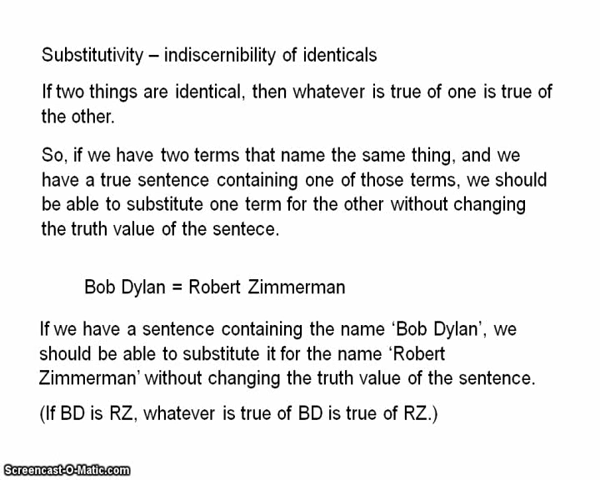 Substitutivity – indiscernibility of identicals
If two things are identical, then whatever is true of one is true of
the other.
So, if we have two terms that name the same thing, and we
have a true sentence containing one of those terms, we should
be able to substitute one term for the other without changing
the truth value of the sentece.
Bob Dylan = Robert Zimmerman
If we have a sentence containing the name ‘Bob Dylan’, we
should be able to substitute it for the name ‘Robert
Zimmerman’ without changing the truth value of the sentence.
(If BD is RZ, whatever is true of BD is true of RZ.)
Screencast-O-Matic.com